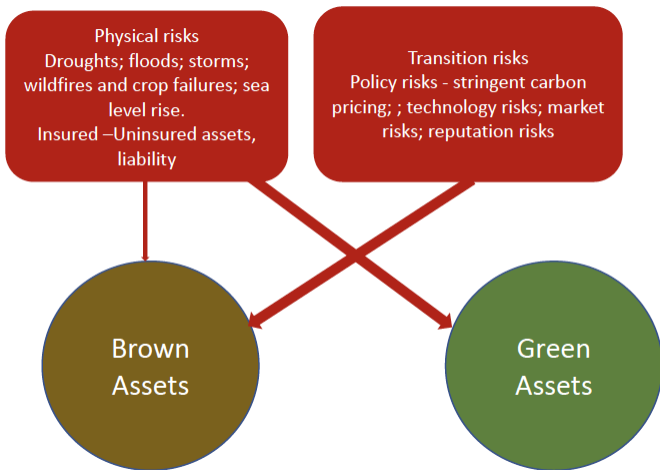 Physical risks
Droughts; floods; storms;
wildfires and crop failures; sea
level rise.
Insured –Uninsured assets,
liability
Transition risks
Policy risks - stringent carbon
pricing; ; technology risks; market
risks; reputation risks
Brown
Assets
Green
Assets